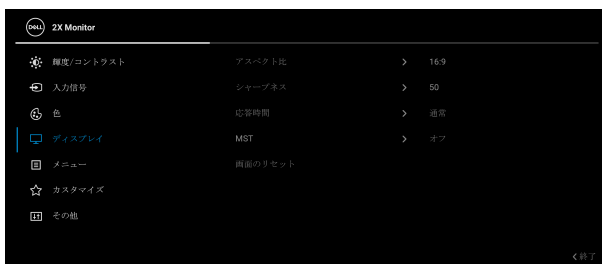 DELL 2X Monitor
輝度/コントラスト アスペクト比 16:9
入力信号 シャープネス 50
色 応答時間 通常
ディスプレイ MST オフ
メニュー 画面のリセット
カスタマイズ
その他
終了